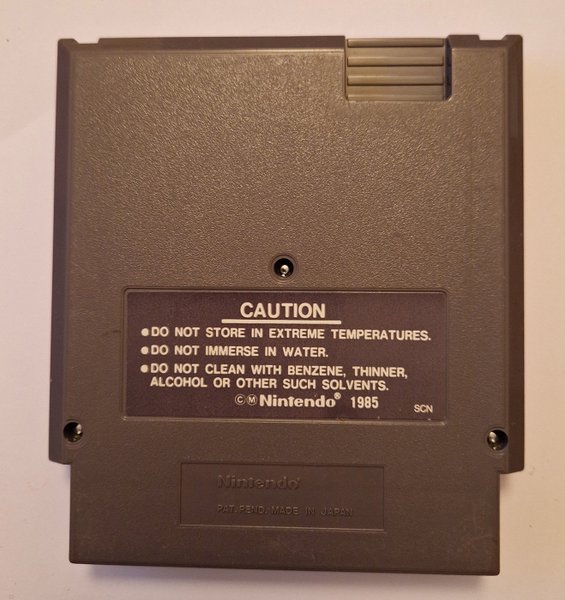 CAUTION
●DO NOT STORE IN EXTREME TEMPERATURES.
●DO NOT IMMERSE IN WATER.
●DO NOT CLEAN WITH BENZENE, THINNER,
ALCOHOL OR OTHER SUCH SOLVENTS.
©Ⓜ Nintendo® 1985
SCN
Nintendo®
PAT. PEND. MADE IN JAPAN